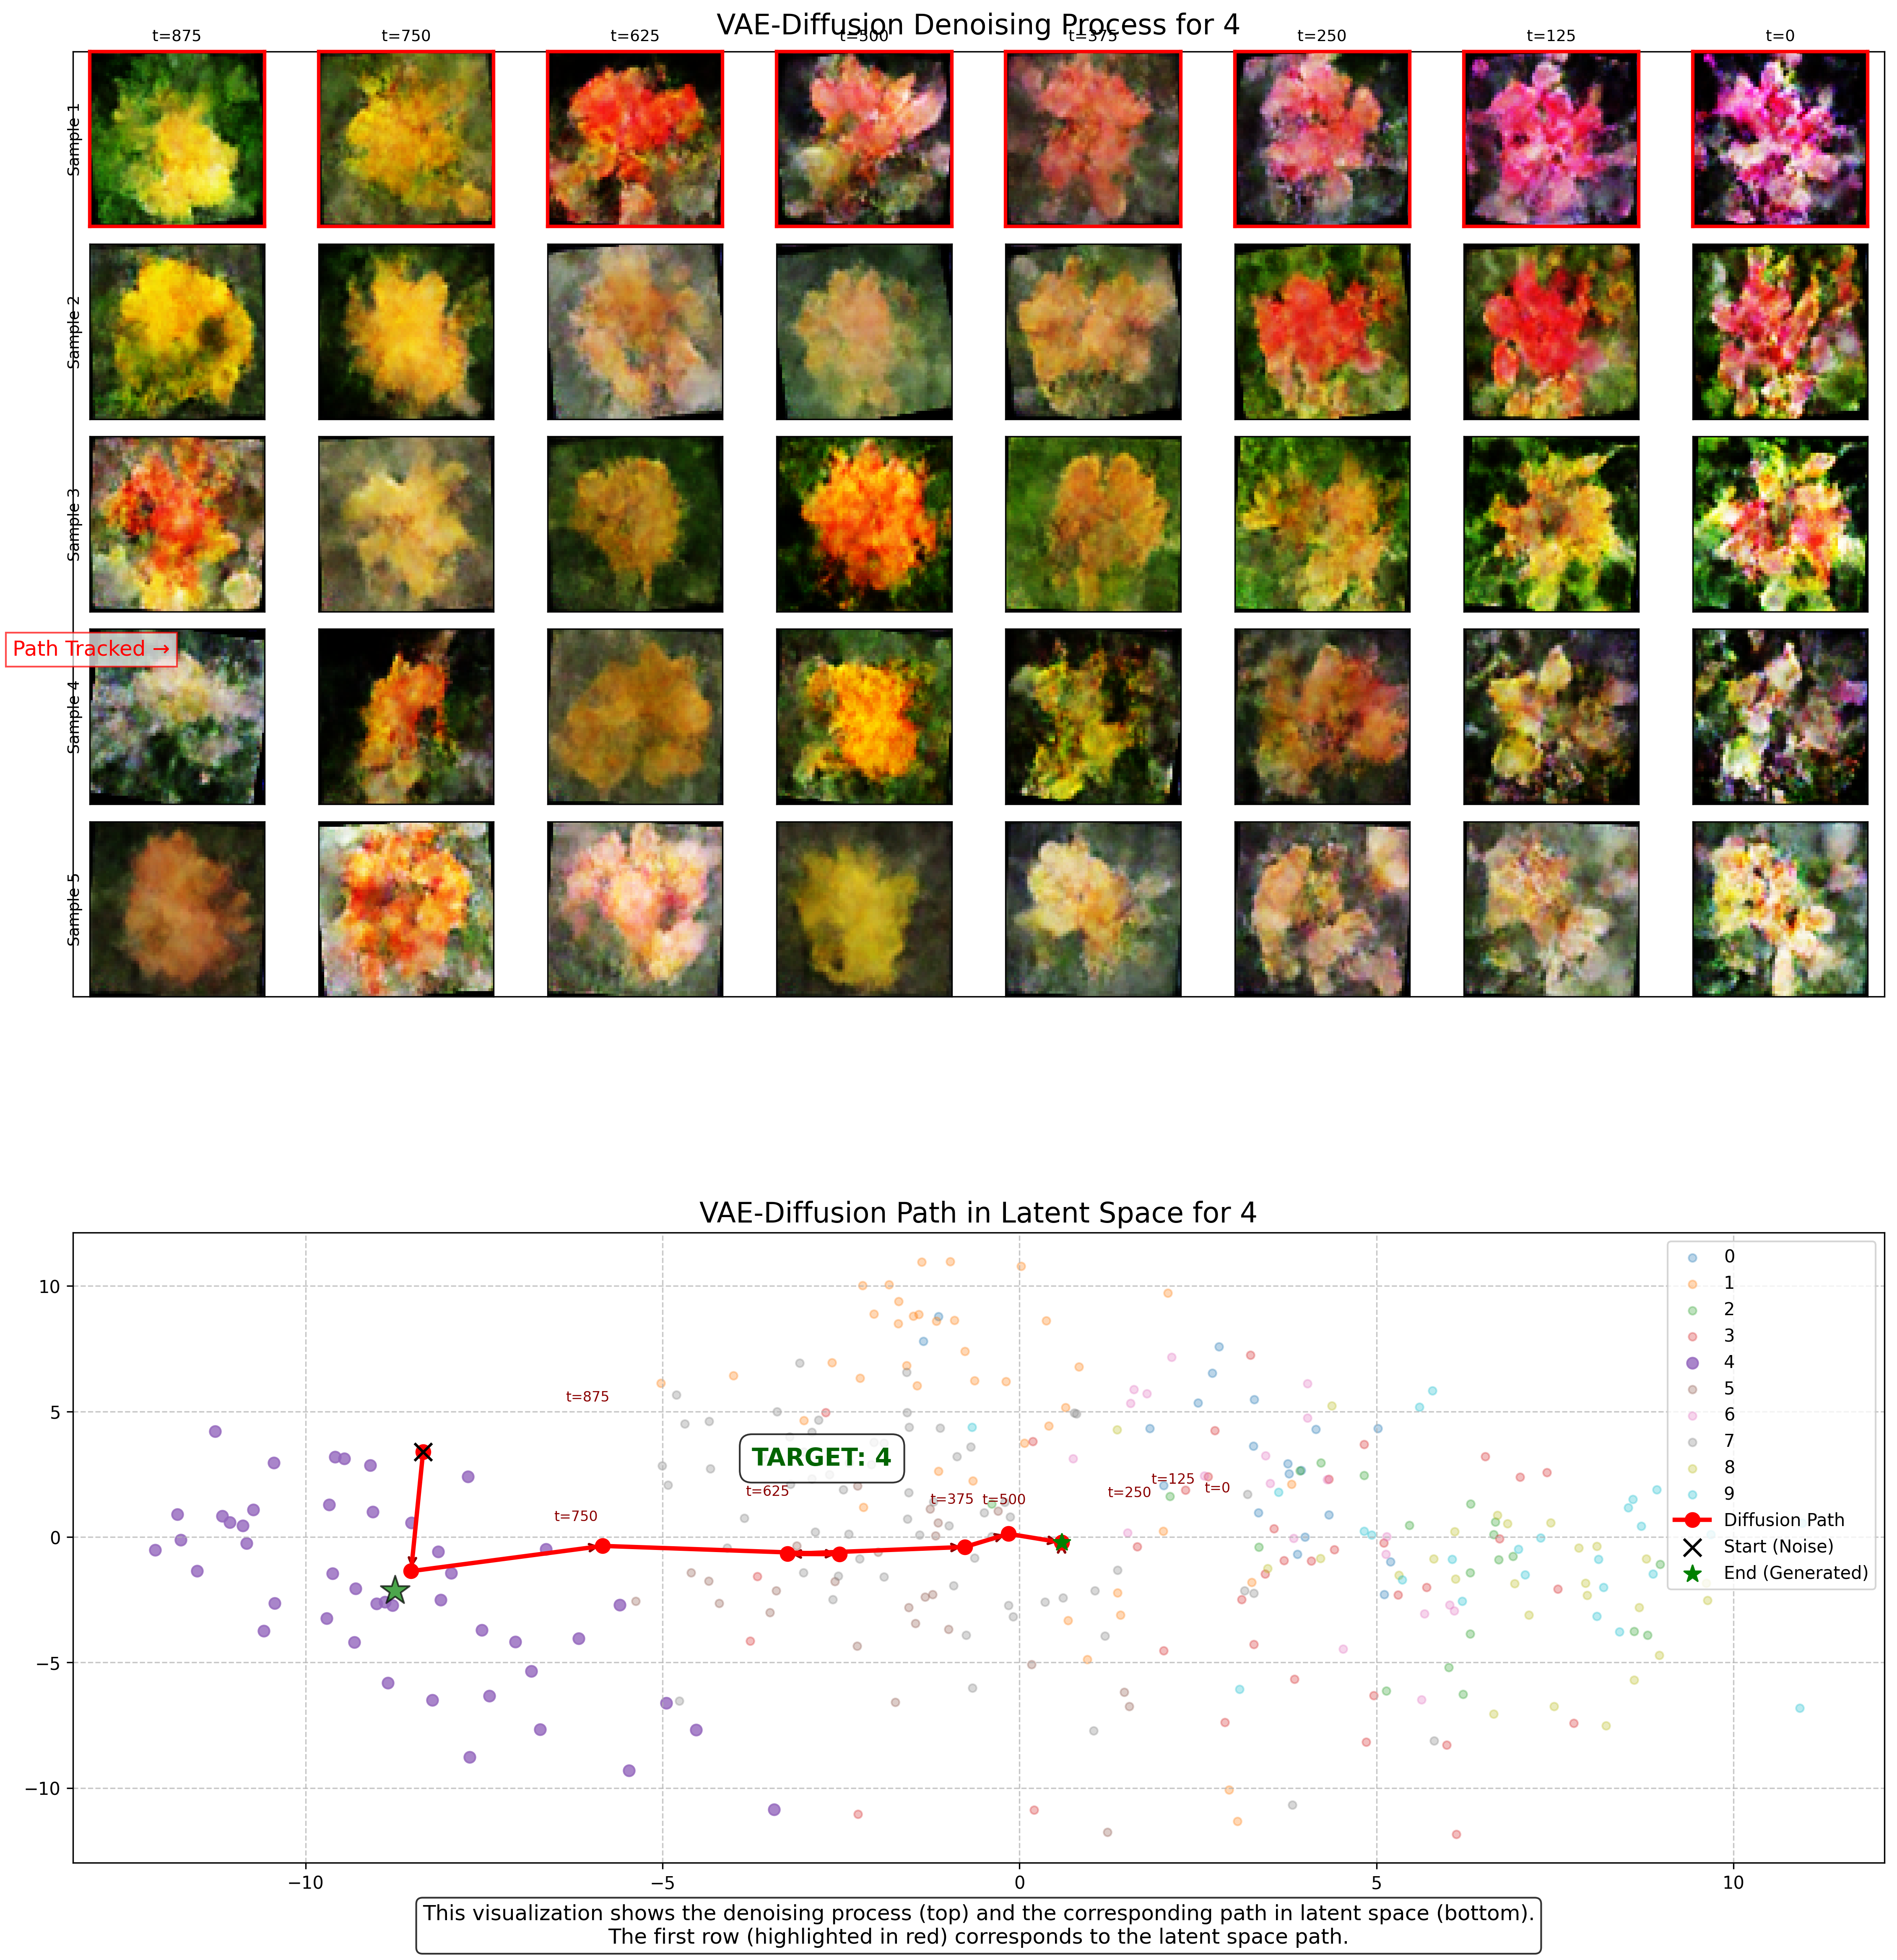 VAE-Diffusion Denoising Process for 4
t=875
t=750
t=625
t=500
t=375
t=250
t=125
t=0
Sample 1
Sample 2
Sample 3
Path Tracked →
Sample 4
Sample 5
VAE-Diffusion Path in Latent Space for 4
10
5
0
−5
−10
−10
−5
0
5
10
t=875
TARGET: 4
t=625
t=750
t=375
t=500
t=250
t=125
t=0
0
1
2
3
4
5
6
7
8
9
Diffusion Path
Start (Noise)
End (Generated)
This visualization shows the denoising process (top) and the corresponding path in latent space (bottom).
The first row (highlighted in red) corresponds to the latent space path.